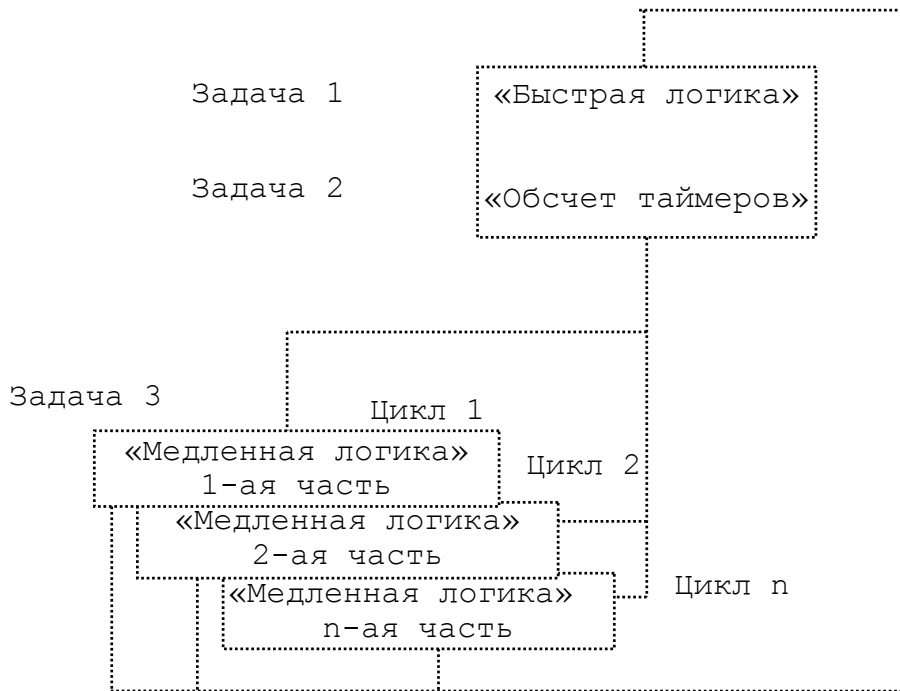 Задача 1
«Быстрая логика»
Задача 2
«Обсчет таймеров»
Задача 3
Цикл 1
«Медленная логика»
1-ая часть
Цикл 2
«Медленная логика»
2-ая часть
Цикл n
«Медленная логика»
n-ая часть